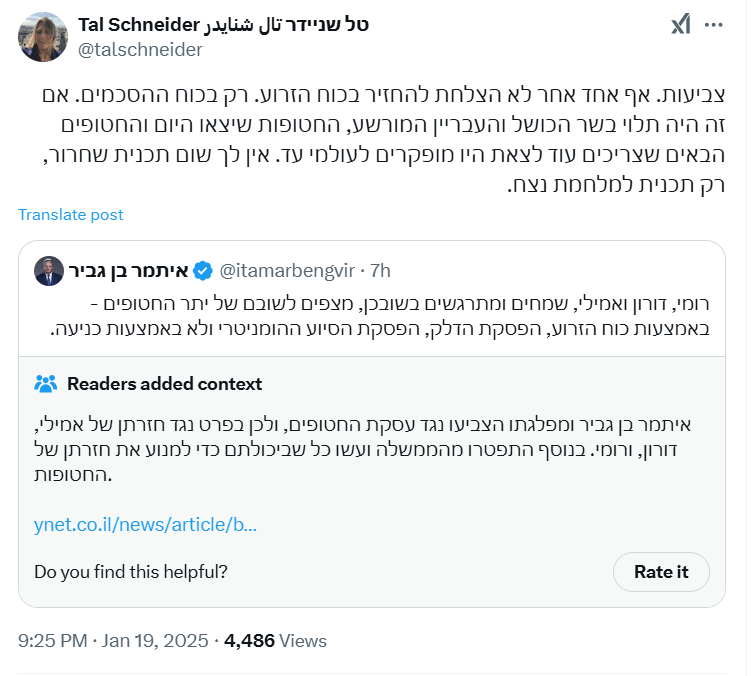 Tal Schneider טל שניידר تال شنايدر
@talschneider
צביעות. אף אחד אחר לא הצלחת להחזיר בכוח הזרוע. רק בכוח ההסכמים. אם
זה היה תלוי בשר הכושל והעבריין המורשע, החטופות שיצאו היום והחטופים
הבאים שצריכים עוד לצאת היו מופקרים לעולמי עד. אין לך שום תכנית שחרור,
רק תכנית למלחמת נצח.
Translate post
איתמר בן גביר @itamarbengvir · 7h
רומי, דורון ואמילי, שמחים ומתרגשים בשובכן, מצפים לשובם של יתר החטופים -
באמצעות כוח הזרוע, הפסקת הדלק, הפסקת הסיוע ההומניטרי ולא באמצעות כניעה.
Readers added context
איתמר בן גביר ומפלגתו הצביעו נגד עסקת החטופים, ולכן בפרט נגד חזרתן של אמילי,
דורון, ורומי. בנוסף התפטרו מהממשלה ועשו כל שביכולתם כדי למנוע את חזרתן של
החטופות.
ynet.co.il/news/article/b...
Do you find this helpful?
Rate it
9:25 PM · Jan 19, 2025 · 4,486 Views